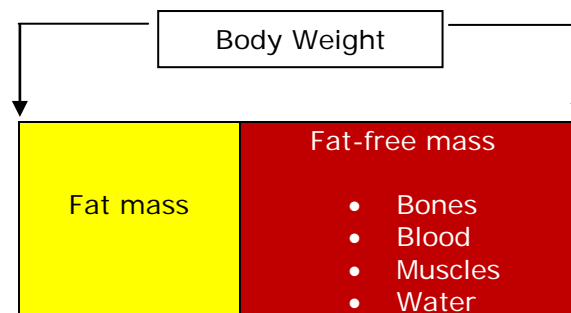 Body Weight
Fat-free mass
Fat mass
• Bones
• Blood
• Muscles
• Water